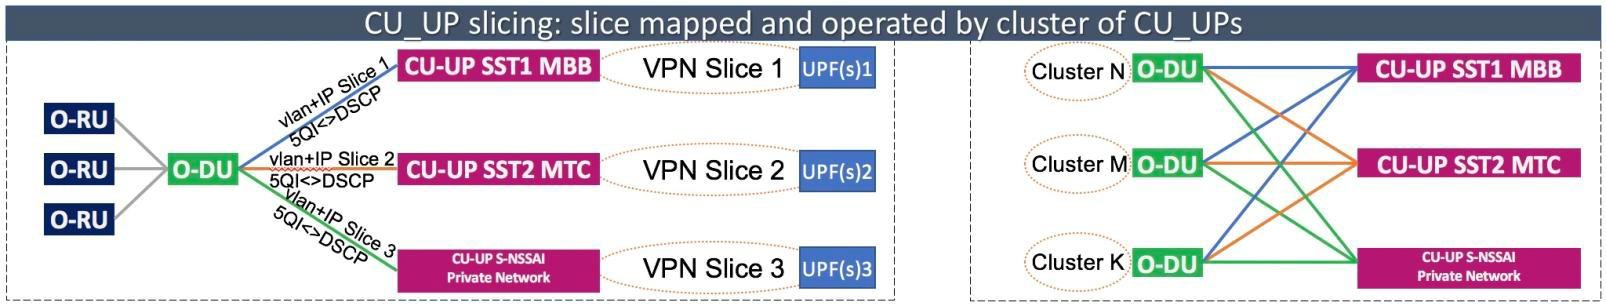 CU_UP slicing: slice mapped and operated by cluster of CU_UPs
O-RU
O-RU
O-RU
O-DU
vlan+IP Slice 1
5QI<>DSCP
vlan+IP Slice 2
5QI<>DSCP
vlan+IP Slice 3
5QI<>DSCP
CU-UP SST1 MBB
VPN Slice 1
UPF(s)1
CU-UP SST2 MTC
VPN Slice 2
UPF(s)2
CU-UP S-NSSAI
Private Network
VPN Slice 3
UPF(s)3
Cluster N
O-DU
CU-UP SST1 MBB
Cluster M
O-DU
CU-UP SST2 MTC
Cluster K
O-DU
CU-UP S-NSSAI
Private Network